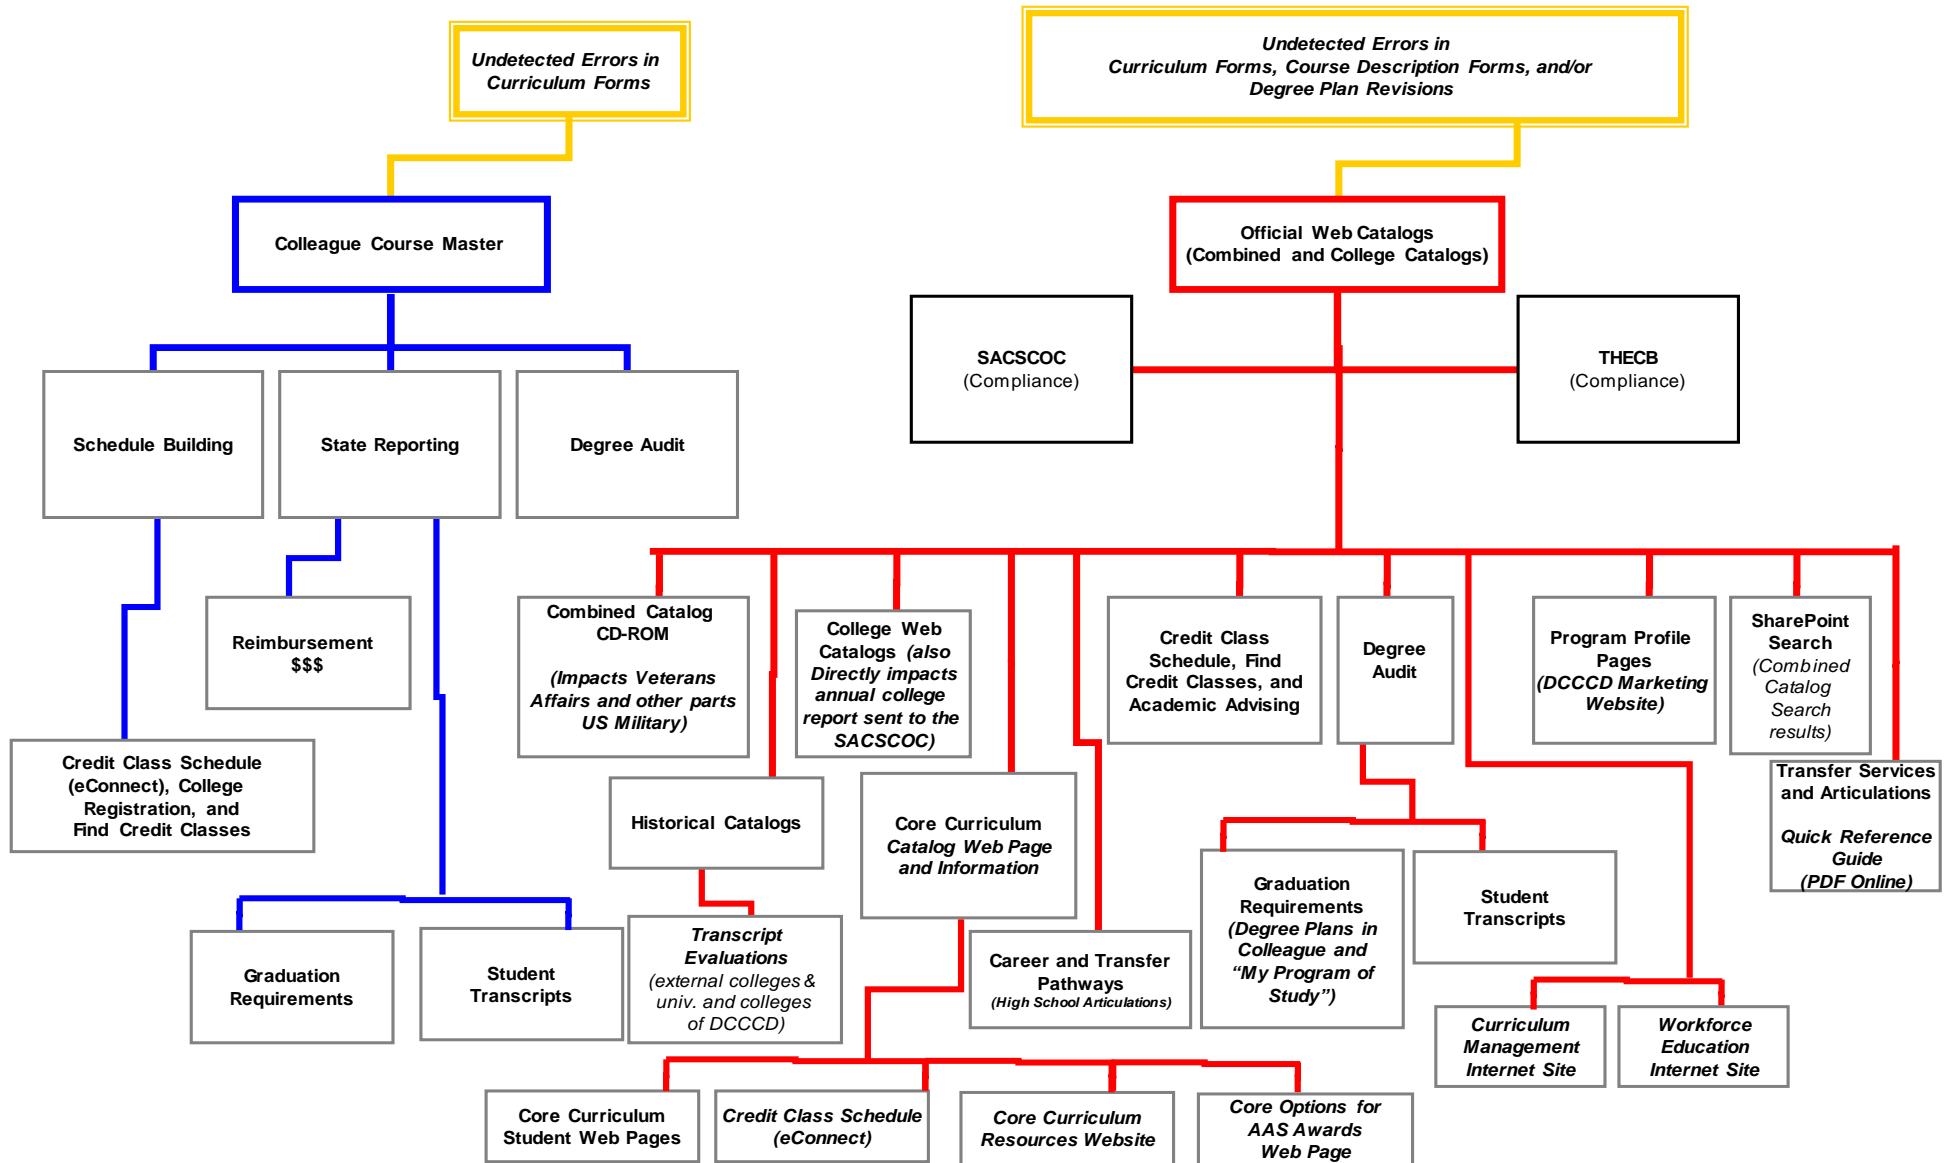 Undetected Errors in
Curriculum Forms
Undetected Errors in
Curriculum Forms, Course Description Forms, and/or
Degree Plan Revisions
Colleague Course Master
Official Web Catalogs
(Combined and College Catalogs)
SACSCOC
(Compliance)
THECB
(Compliance)
Schedule Building
State Reporting
Degree Audit
Reimbursement
$$$
Combined Catalog
CD-ROM
(Impacts Veterans
Affairs and other parts
US Military)
College Web
Catalogs (also
Directly impacts
annual college
report sent to the
SACSCOC)
Credit Class
Schedule, Find
Credit Classes, and
Academic Advising
Degree
Audit
Program Profile
Pages
(DCCCD Marketing
Website)
SharePoint
Search
(Combined
Catalog
Search
results)
Credit Class Schedule
(eConnect), College
Registration, and
Find Credit Classes
Historical Catalogs
Core Curriculum
Catalog Web Page
and Information
Transfer Services
and Articulations
Quick Reference
Guide
(PDF Online)
Graduation
Requirements
Student
Transcripts
Transcript
Evaluations
(external colleges &
univ. and colleges
of DCCCD)
Career and Transfer
Pathways
(High School Articulations)
Graduation
Requirements
(Degree Plans in
Colleague and
“My Program of
Study”)
Student
Transcripts
Curriculum
Management
Internet Site
Workforce
Education
Internet Site
Core Curriculum
Student Web Pages
Credit Class Schedule
(eConnect)
Core Curriculum
Resources Website
Core Options for
AAS Awards
Web Page